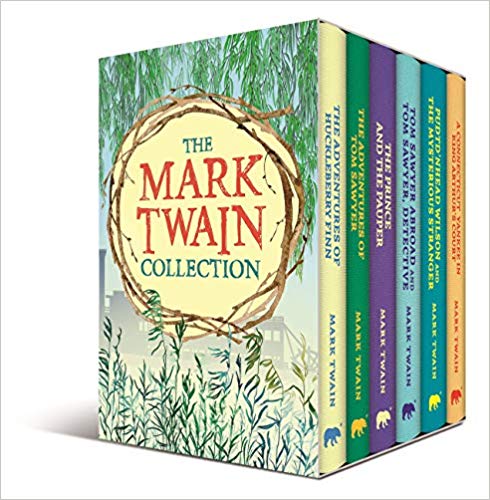 THE
MARK
TWAIN
COLLECTION
THE ADVENTURES OF
HUCKLEBERRY FINN
MARK TWAIN
THE ADVENTURES OF
TOM SAWYER
MARK TWAIN
THE PRINCE
AND THE PAUPER
MARK TWAIN
TOM SAWYER ABROAD AND
TOM SAWYER, DETECTIVE
MARK TWAIN
PUDD'NHEAD WILSON AND
THE MYSTERIOUS STRANGER
MARK TWAIN
A CONNECTICUT YANKEE IN
KING ARTHUR'S COURT
MARK TWAIN